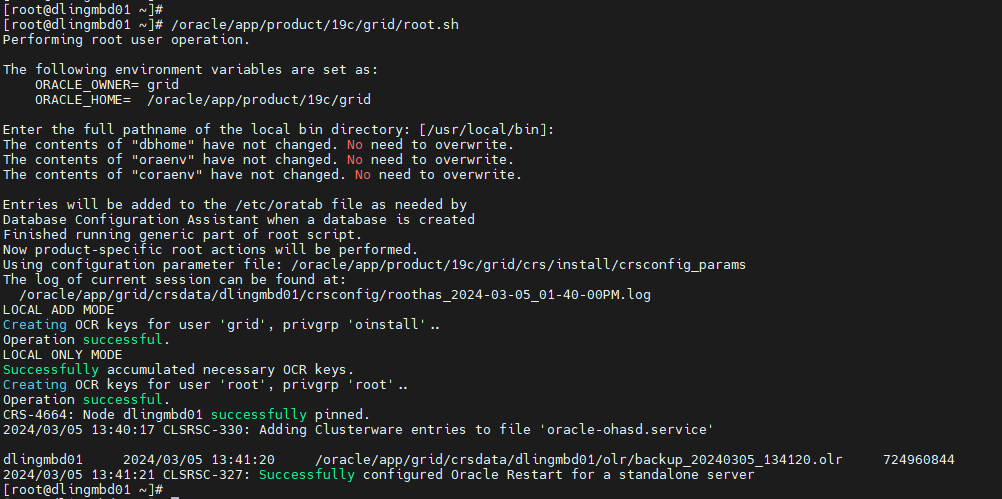 [root@dlingmbd01 ~]#
[root@dlingmbd01 ~]# /oracle/app/product/19c/grid/root.sh
Performing root user operation.
The following environment variables are set as:
ORACLE_OWNER= grid
ORACLE_HOME=  /oracle/app/product/19c/grid
Enter the full pathname of the local bin directory: [/usr/local/bin]:
The contents of "dbhome" have not changed. No need to overwrite.
The contents of "oraenv" have not changed. No need to overwrite.
The contents of "coraenv" have not changed. No need to overwrite.
Entries will be added to the /etc/oratab file as needed by
Database Configuration Assistant when a database is created
Finished running generic part of root script.
Now product-specific root actions will be performed.
Using configuration parameter file: /oracle/app/product/19c/grid/crs/install/crsconfig_params
The log of current session can be found at:
/oracle/app/grid/crsdata/dlingmbd01/crsconfig/roothas_2024-03-05_01-40-00PM.log
LOCAL ADD MODE
Creating OCR keys for user 'grid', privgrp 'oinstall'..
Operation successful.
LOCAL ONLY MODE
Successfully accumulated necessary OCR keys.
Creating OCR keys for user 'root', privgrp 'root'..
Operation successful.
CRS-4664: Node dlingmbd01 successfully pinned.
2024/03/05 13:40:17 CLSRSC-330: Adding Clusterware entries to file 'oracle-ohasd.service'
dlingmbd01     2024/03/05 13:41:20     /oracle/app/grid/crsdata/dlingmbd01/olr/backup_20240305_134120.olr     724960844
2024/03/05 13:41:21 CLSRSC-327: Successfully configured Oracle Restart for a standalone server
[root@dlingmbd01 ~]#